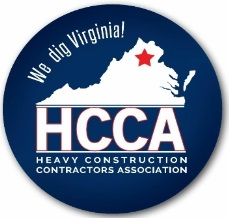 We dig Virginia!
HCCA
HEAVY CONSTRUCTION
CONTRACTORS ASSOCIATION